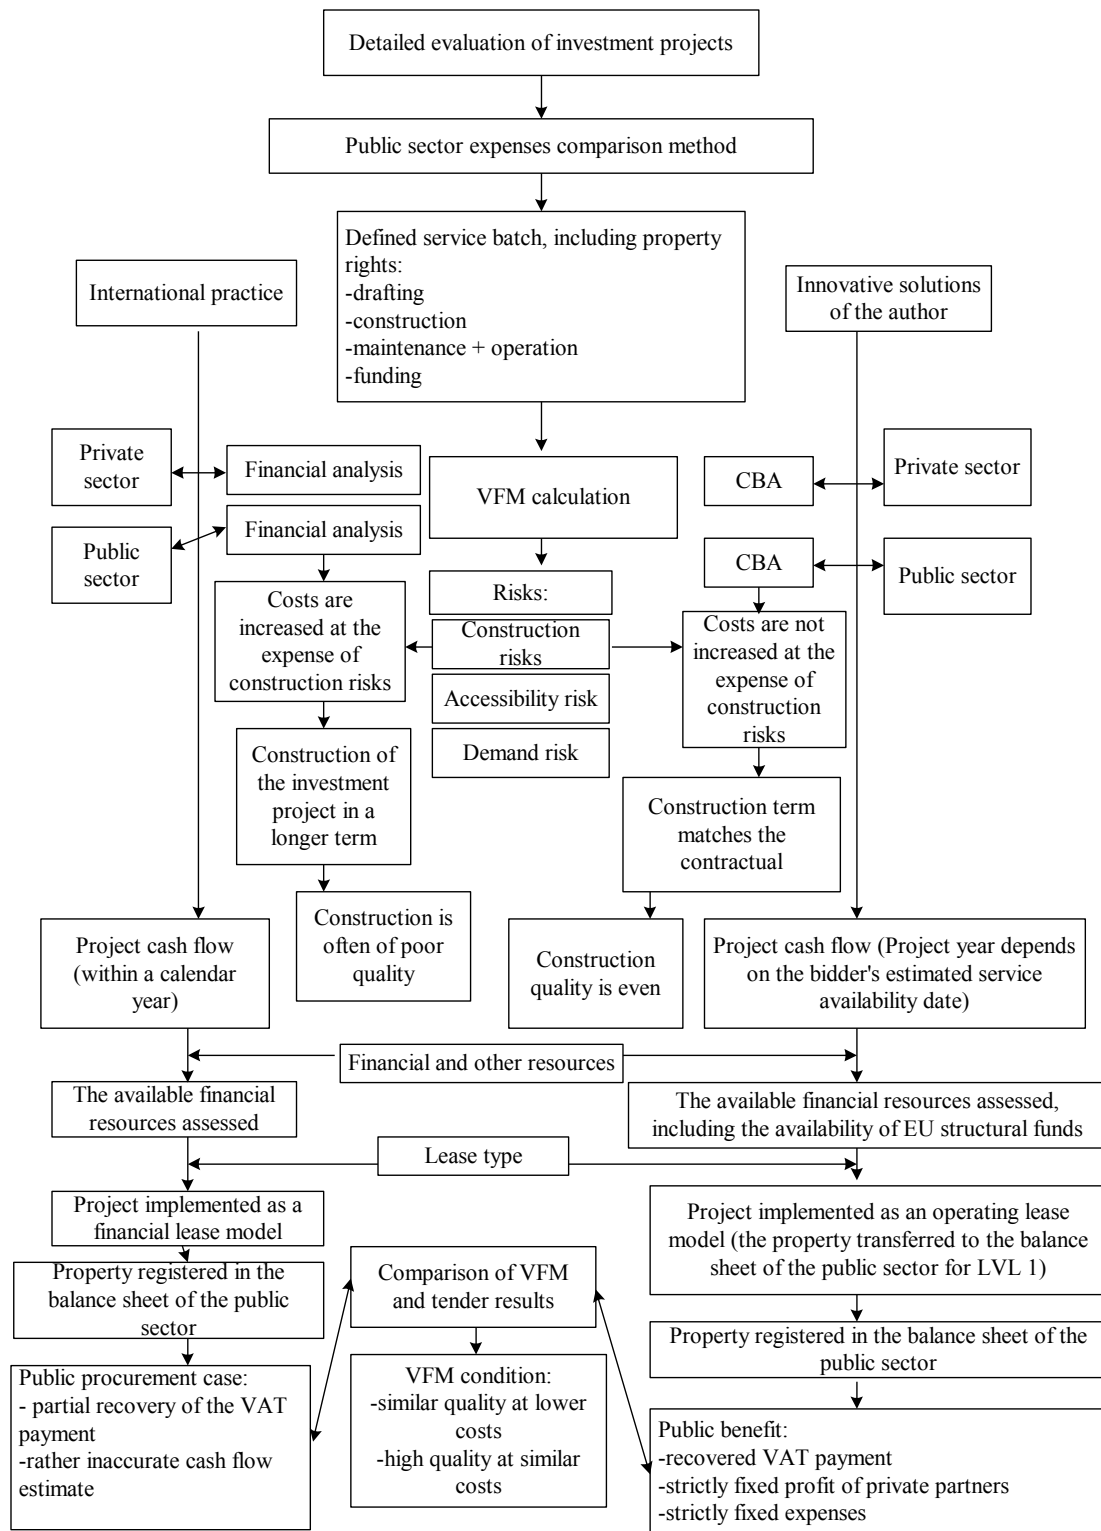 Detailed evaluation of investment projects
Public sector expenses comparison method
Defined service batch, including property
rights:
-drafting
-construction
-maintenance + operation
-funding
International practice
Innovative solutions
of the author
Private
sector
Financial analysis
VFM calculation
CBA
Private sector
Public
sector
Financial analysis
CBA
Public sector
Risks:
Construction
risks
Accessibility risk
Demand risk
Costs are
increased at the
expense of
construction risks
Costs are not
increased at the
expense of
construction
risks
Construction of
the investment
project in a
longer term
Construction term
matches the
contractual
Construction is
often of poor
quality
Construction
quality is even
Project cash flow
(within a calendar
year)
Project cash flow (Project year depends
on the bidder's estimated service
availability date)
Financial and other resources
The available financial
resources assessed
The available financial resources assessed,
including the availability of EU structural funds
Lease type
Project implemented as a
financial lease model
Project implemented as an operating lease
model (the property transferred to the balance
sheet of the public sector for LVL 1)
Property registered in the
balance sheet of the public
sector
Comparison of VFM
and tender results
Property registered in the balance sheet of the
public sector
Public procurement case:
- partial recovery of the VAT
payment
-rather inaccurate cash flow
estimate
VFM condition:
-similar quality at lower
costs
-high quality at similar
costs
Public benefit:
-recovered VAT payment
-strictly fixed profit of private partners
-strictly fixed expenses